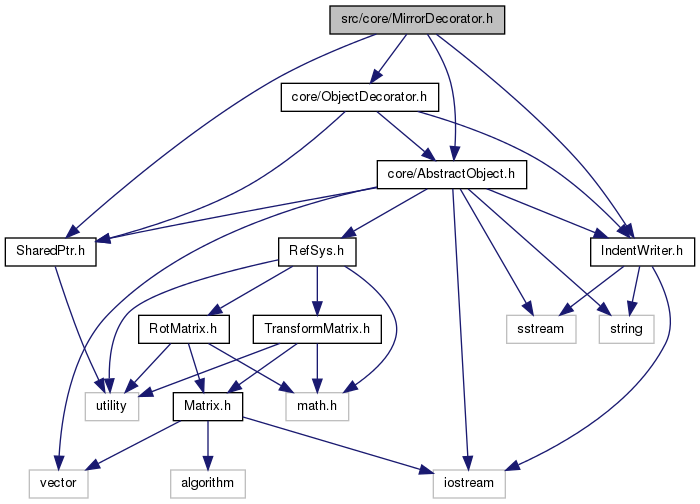 src/core/MirrorDecorator.h
core/ObjectDecorator.h
core/AbstractObject.h
SharedPtr.h
RefSys.h
IndentWriter.h
RotMatrix.h
TransformMatrix.h
sstream
string
utility
Matrix.h
math.h
vector
algorithm
iostream